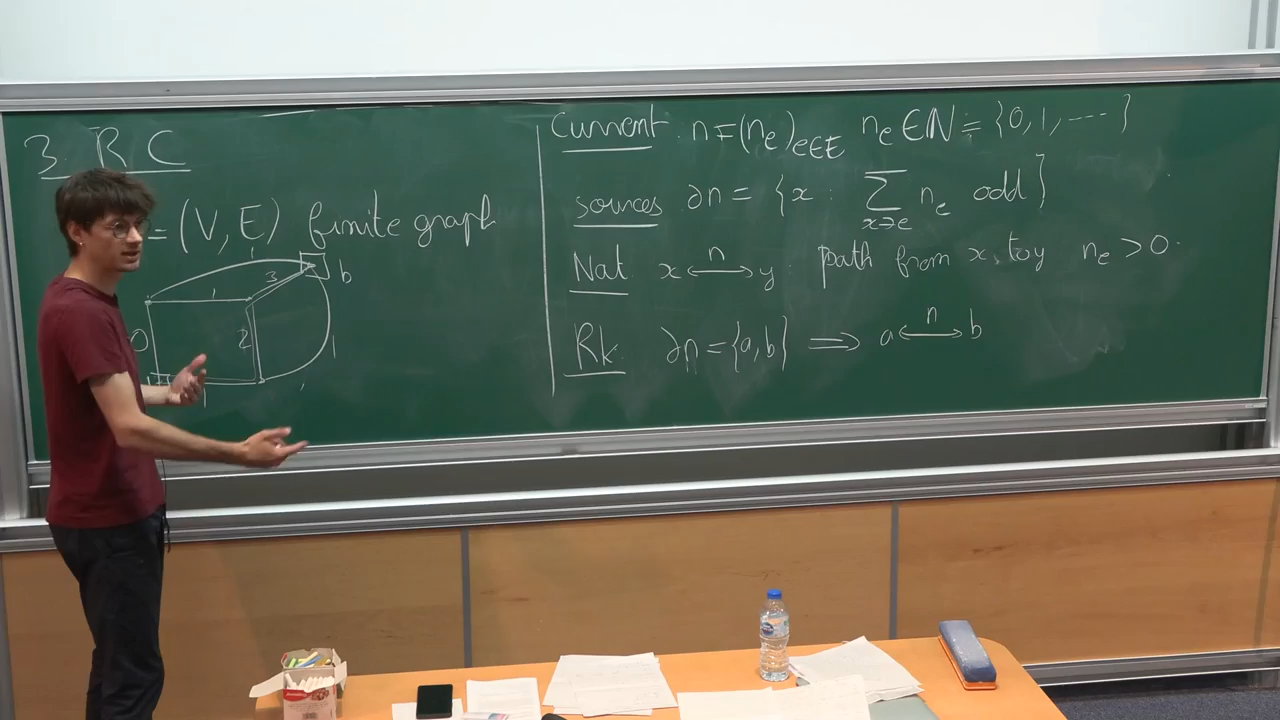 3. RC
= (V, E) finite graph
1
3
b
1
0
2
1
1
Current: n = (n_e)_{e∈E} n_e ∈ ℕ = {0, 1, ....}
sources ∂n = {x : ∑_{x∋e} n_e odd}
Nat. x ⟷^n y : path from x to y n_e > 0.
Rk. ∂n = {a, b} ⟹ a ⟷^n b